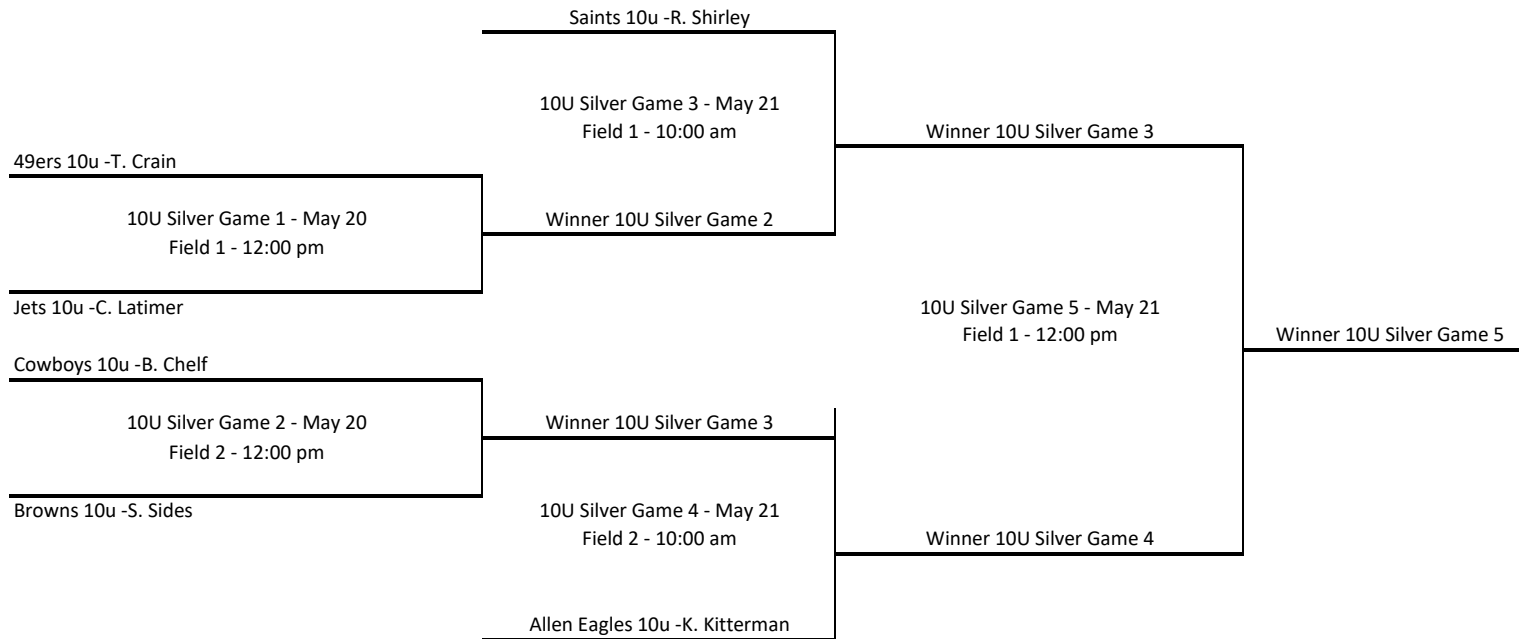 Saints 10u -R. Shirley
10U Silver Game 3 - May 21
Field 1 - 10:00 am
Winner 10U Silver Game 3
49ers 10u -T. Crain
10U Silver Game 1 - May 20
Field 1 - 12:00 pm
Winner 10U Silver Game 2
Jets 10u -C. Latimer
10U Silver Game 5 - May 21
Field 1 - 12:00 pm
Winner 10U Silver Game 5
Cowboys 10u -B. Chelf
10U Silver Game 2 - May 20
Field 2 - 12:00 pm
Winner 10U Silver Game 3
Browns 10u -S. Sides
10U Silver Game 4 - May 21
Field 2 - 10:00 am
Winner 10U Silver Game 4
Allen Eagles 10u -K. Kitterman